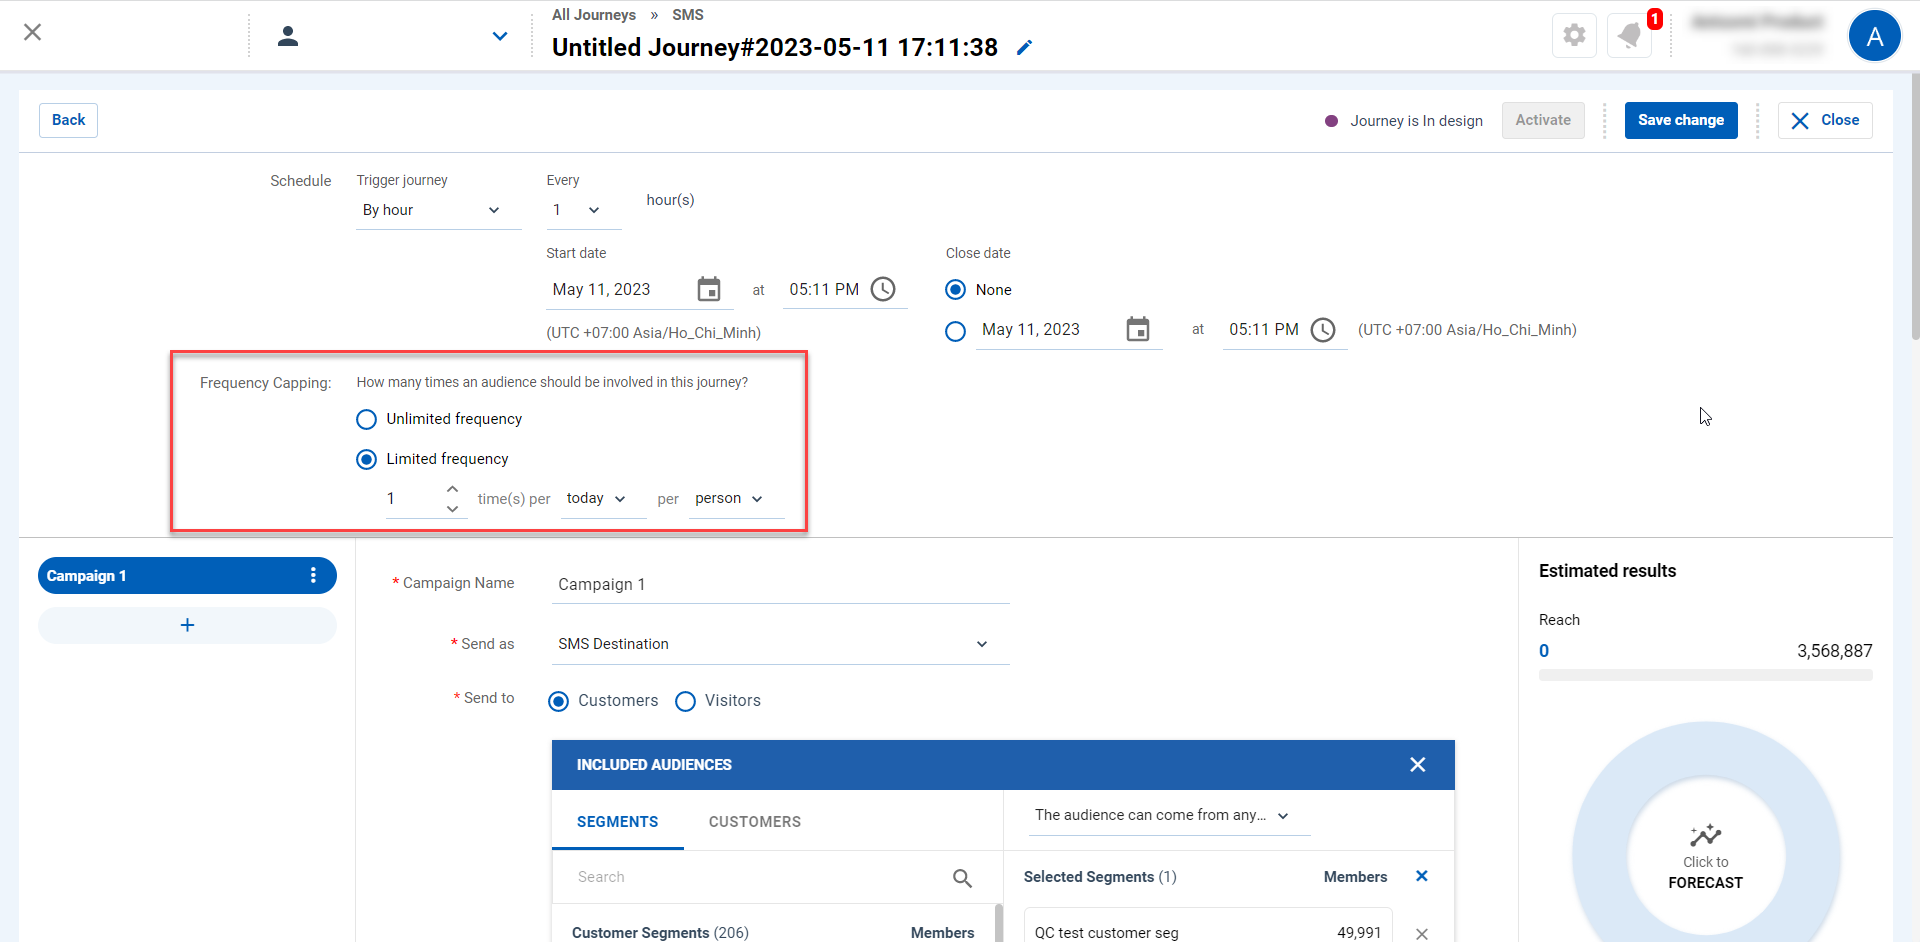 All Journeys » SMS
Untitled Journey#2023-05-11 17:11:38
1
A
Back
Journey is In design
Activate
Save change
Close
Schedule
Trigger journey
Every
By hour
1
hour(s)
Start date
Close date
May 11, 2023 at 05:11 PM
None
(UTC +07:00 Asia/Ho_Chi_Minh)
May 11, 2023 at 05:11 PM (UTC +07:00 Asia/Ho_Chi_Minh)
Frequency Capping: How many times an audience should be involved in this journey?
Unlimited frequency
Limited frequency
1 time(s) per today per person
Campaign 1
+
* Campaign Name Campaign 1
* Send as SMS Destination
* Send to Customers Visitors
INCLUDED AUDIENCES
SEGMENTS CUSTOMERS
The audience can come from any...
Search
Selected Segments (1) Members
Customer Segments (206) Members
QC test customer seg 49,991
Estimated results
Reach
0 3,568,887
Click to
FORECAST